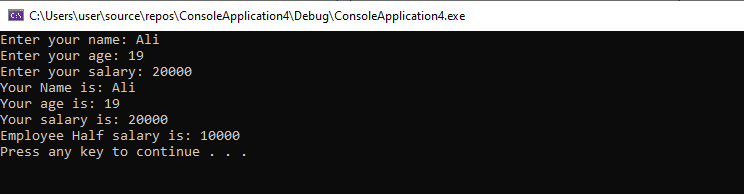 C:\Users\user\source\repos\ConsoleApplication4\Debug\ConsoleApplication4.exe
Enter your name: Ali
Enter your age: 19
Enter your salary: 20000
Your Name is: Ali
Your age is: 19
Your salary is: 20000
Employee Half salary is: 10000
Press any key to continue . . .